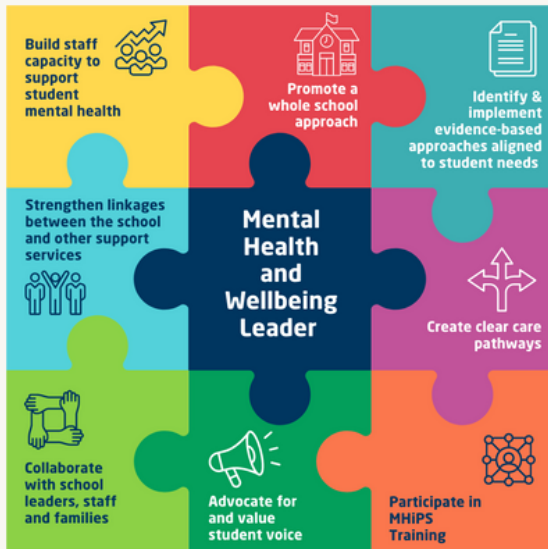 Build staff
capacity to
support
student
mental health
Promote a
whole school
approach
Identify &
implement
evidence-based
approaches aligned
to student needs
Strengthen linkages
between the school
and other support
services
Mental
Health
and
Wellbeing
Leader
Create clear care
pathways
Collaborate
with school
leaders, staff
and families
Advocate for
and value
student voice
Participate in
MHiPS
Training